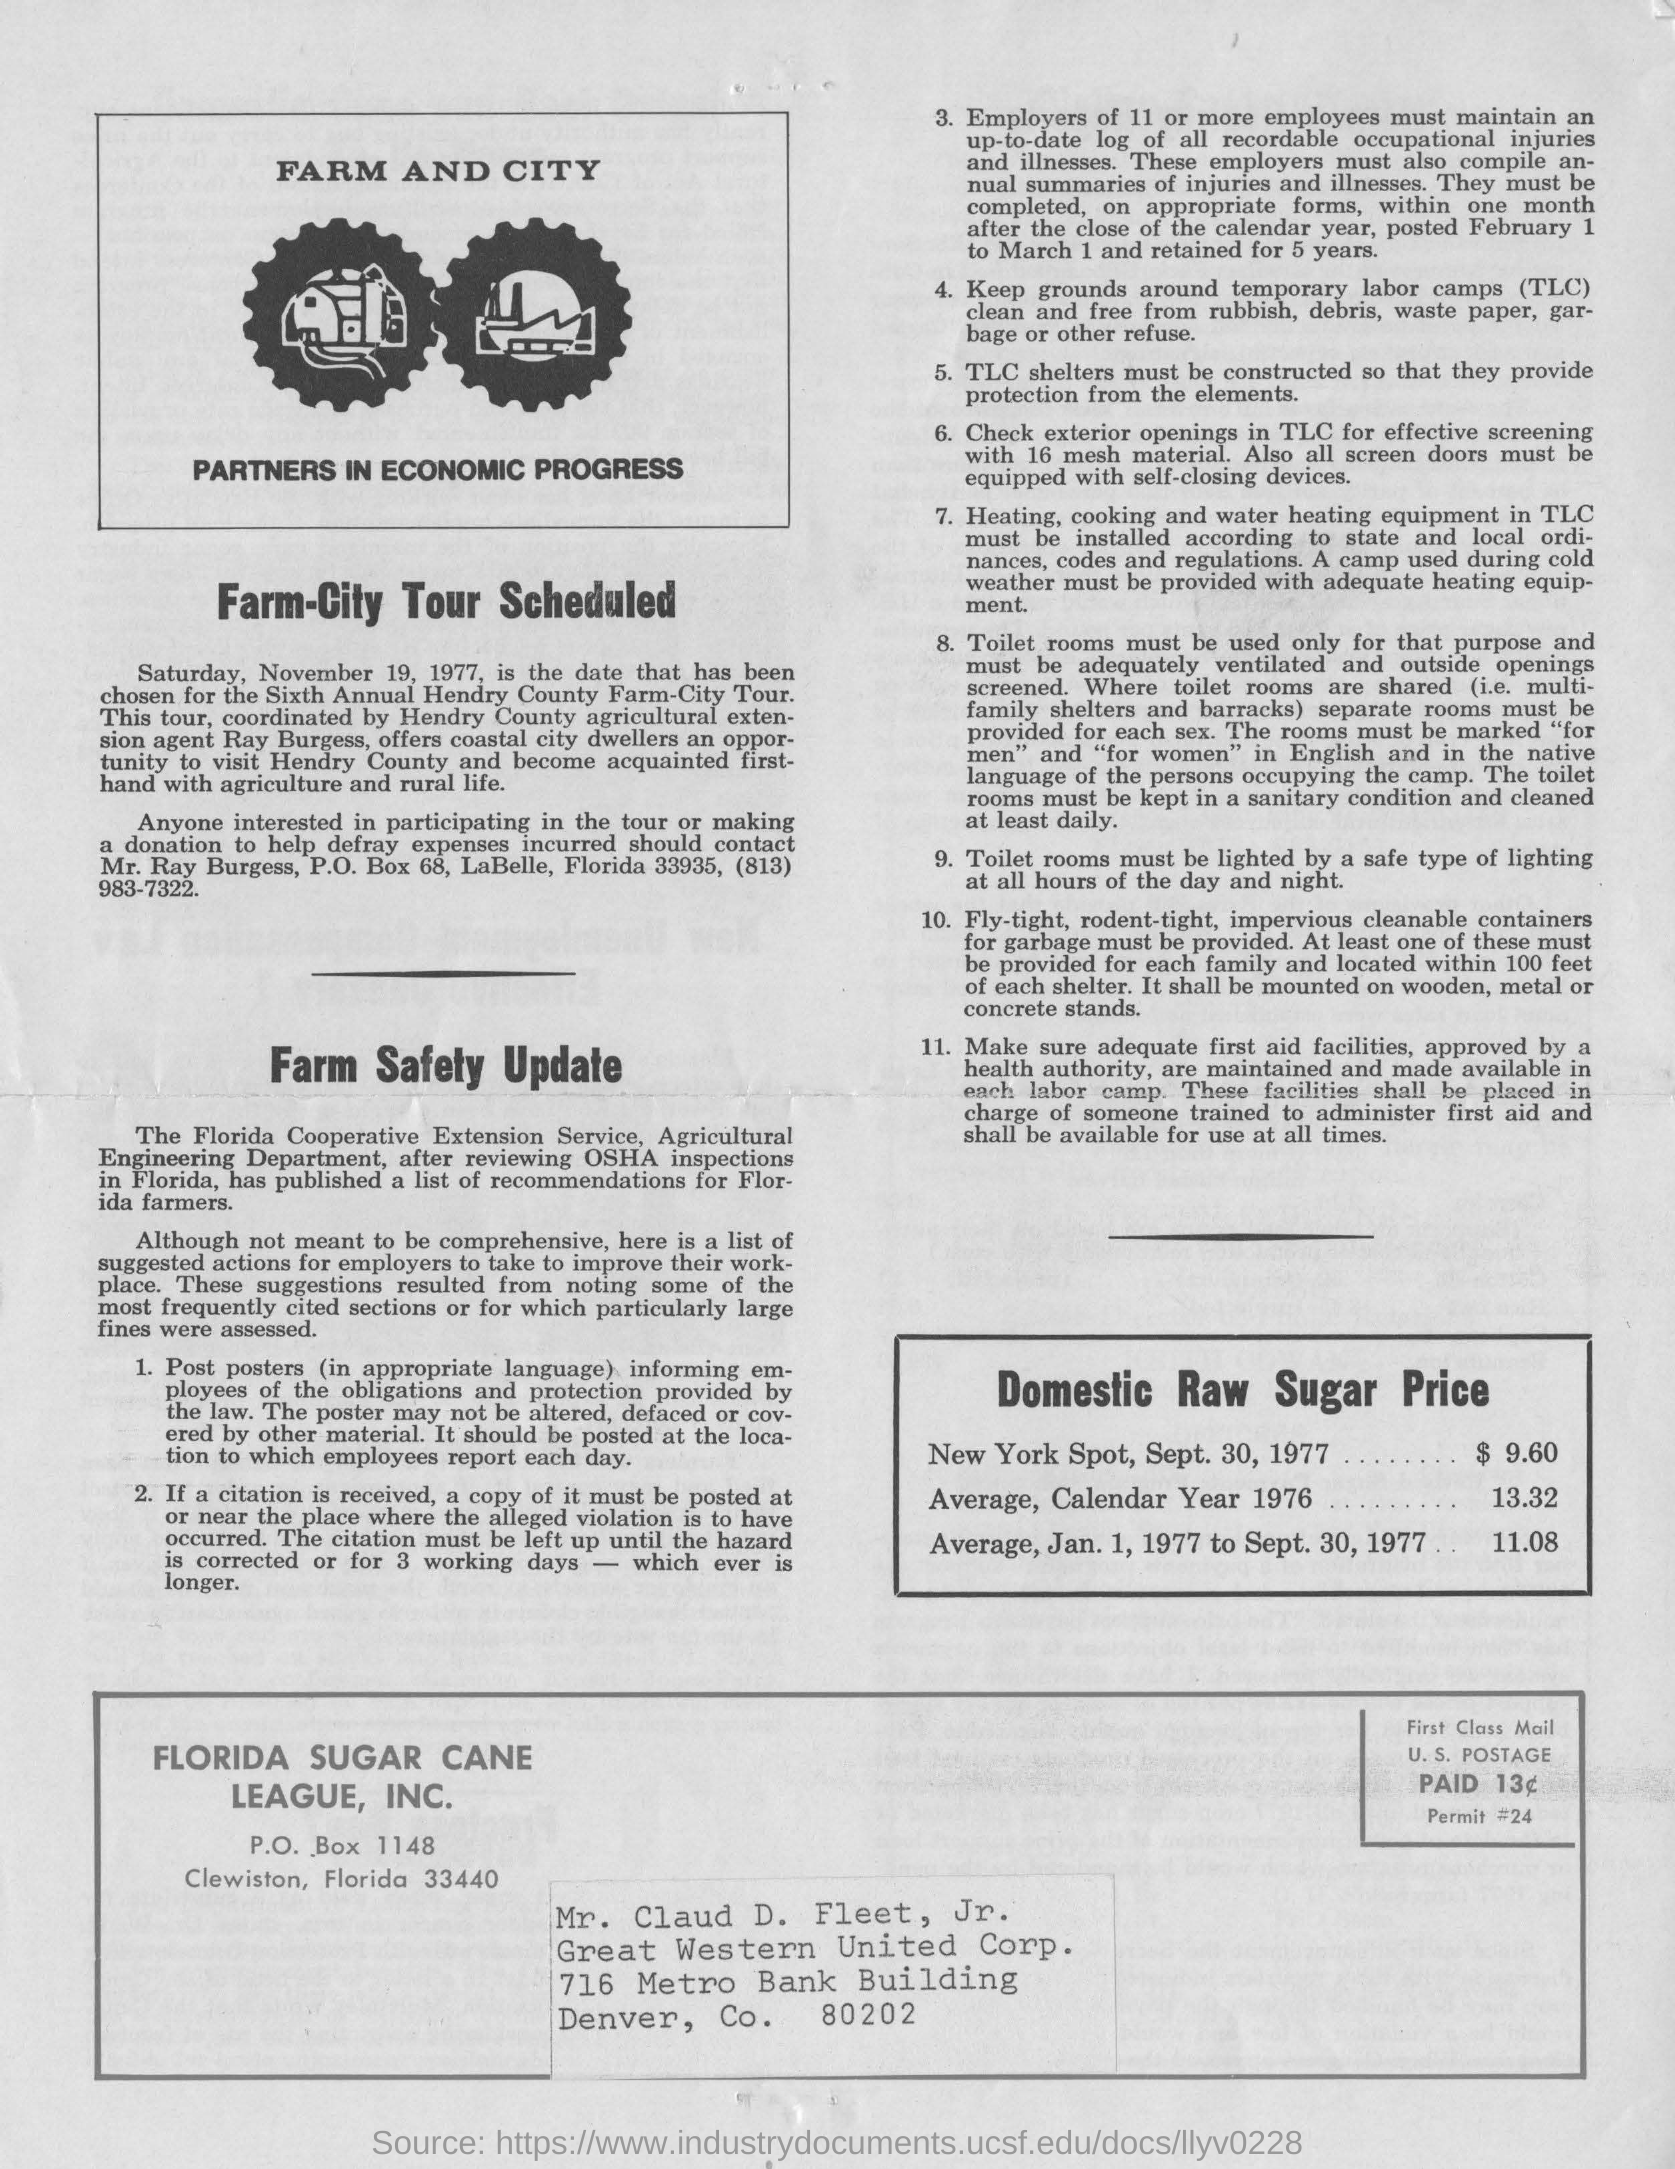 FARM AND CITY
PARTNERS IN ECONOMIC PROGRESS
Farm-City Tour Scheduled
Saturday, November 19, 1977, is the date that has been
chosen for the Sixth Annual Hendry County Farm-City Tour.
This tour, coordinated by Hendry County agricultural exten-
sion agent Ray Burgess, offers coastal city dwellers an oppor-
tunity to visit Hendry County and become acquainted first-
hand with agriculture and rural life.
Anyone interested in participating in the tour or making
a donation to help defray expenses incurred should contact
Mr. Ray Burgess, P.O. Box 68, LaBelle, Florida 33935, (813)
983-7322.
Farm Safety Update
The Florida Cooperative Extension Service, Agricultural
Engineering Department, after reviewing OSHA inspections
in Florida, has published a list of recommendations for Flor-
ida farmers.
Although not meant to be comprehensive, here is a list of
suggested actions for employers to take to improve their work-
place. These suggestions resulted from noting some of the
most frequently cited sections or for which particularly large
fines were assessed.
1. Post posters (in appropriate language) informing em-
ployees of the obligations and protection provided by
the law. The poster may not be altered, defaced or cov-
ered by other material. It should be posted at the loca-
tion to which employees report each day.
2. If a citation is received, a copy of it must be posted at
or near the place where the alleged violation is to have
occurred. The citation must be left up until the hazard
is corrected or for 3 working days — which ever is
longer.
3. Employers of 11 or more employees must maintain an
up-to-date log of all recordable occupational injuries
and illnesses. These employers must also compile an-
nual summaries of injuries and illnesses. They must be
completed, on appropriate forms, within one month
after the close of the calendar year, posted February 1
to March 1 and retained for 5 years.
4. Keep grounds around temporary labor camps (TLC)
clean and free from rubbish, debris, waste paper, gar-
bage or other refuse.
5. TLC shelters must be constructed so that they provide
protection from the elements.
6. Check exterior openings in TLC for effective screening
with 16 mesh material. Also all screen doors must be
equipped with self-closing devices.
7. Heating, cooking and water heating equipment in TLC
must be installed according to state and local ordi-
nances, codes and regulations. A camp used during cold
weather must be provided with adequate heating equip-
ment.
8. Toilet rooms must be used only for that purpose and
must be adequately ventilated and outside openings
screened. Where toilet rooms are shared (i.e. multi-
family shelters and barracks) separate rooms must be
provided for each sex. The rooms must be marked “for
men” and “for women” in English and in the native
language of the persons occupying the camp. The toilet
rooms must be kept in a sanitary condition and cleaned
at least daily.
9. Toilet rooms must be lighted by a safe type of lighting
at all hours of the day and night.
10. Fly-tight, rodent-tight, impervious cleanable containers
for garbage must be provided. At least one of these must
be provided for each family and located within 100 feet
of each shelter. It shall be mounted on wooden, metal or
concrete stands.
11. Make sure adequate first aid facilities, approved by a
health authority, are maintained and made available in
each labor camp. These facilities shall be placed in
charge of someone trained to administer first aid and
shall be available for use at all times.
Domestic Raw Sugar Price
New York Spot, Sept. 30, 1977 ........ $ 9.60
Average, Calendar Year 1976 ......... 13.32
Average, Jan. 1, 1977 to Sept. 30, 1977 .. 11.08
FLORIDA SUGAR CANE
LEAGUE, INC.
P.O. Box 1148
Clewiston, Florida 33440
First Class Mail
U. S. POSTAGE
PAID 13¢
Permit #24
Mr. Claud D. Fleet, Jr.
Great Western United Corp.
716 Metro Bank Building
Denver, Co. 80202
Source: https://www.industrydocuments.ucsf.edu/docs/llyv0228